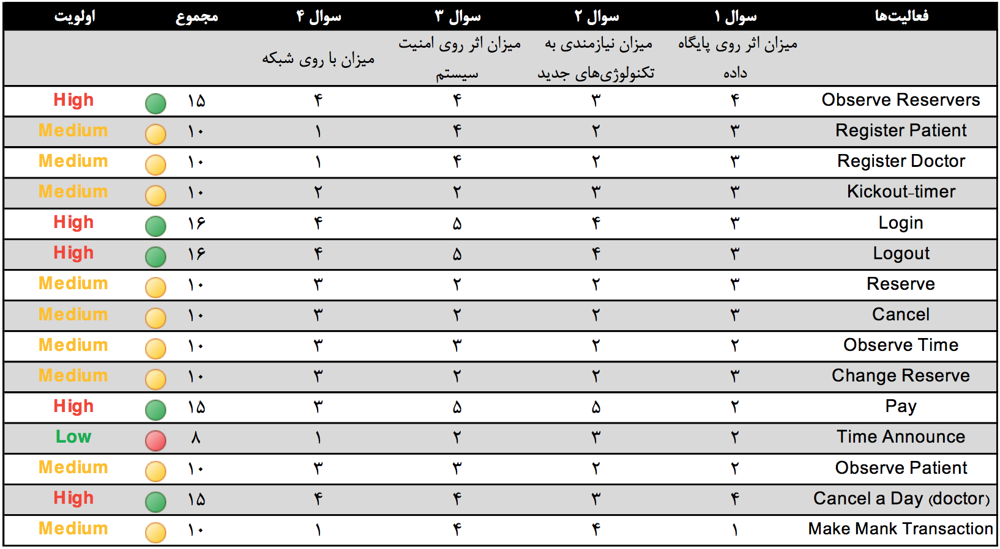 فعالیت‌ها سوال ۱ سوال ۲ سوال ۳ سوال ۴ مجموع اولویت
میزان اثر روی پایگاه داده میزان نیازمندی به تکنولوژی‌های جدید میزان اثر روی امنیت سیستم میزان با روی شبکه
Observe Reservers ۴ ۳ ۴ ۴ ۱۵ High
Register Patient ۳ ۲ ۴ ۱ ۱۰ Medium
Register Doctor ۳ ۲ ۴ ۱ ۱۰ Medium
Kickout-timer ۳ ۳ ۲ ۲ ۱۰ Medium
Login ۳ ۴ ۵ ۴ ۱۶ High
Logout ۳ ۴ ۵ ۴ ۱۶ High
Reserve ۳ ۲ ۲ ۳ ۱۰ Medium
Cancel ۳ ۲ ۲ ۳ ۱۰ Medium
Observe Time ۲ ۲ ۳ ۳ ۱۰ Medium
Change Reserve ۳ ۲ ۲ ۳ ۱۰ Medium
Pay ۲ ۵ ۵ ۳ ۱۵ High
Time Announce ۲ ۳ ۲ ۱ ۸ Low
Observe Patient ۲ ۲ ۳ ۳ ۱۰ Medium
Cancel a Day (doctor) ۴ ۳ ۴ ۴ ۱۵ High
Make Mank Transaction ۱ ۴ ۴ ۱ ۱۰ Medium